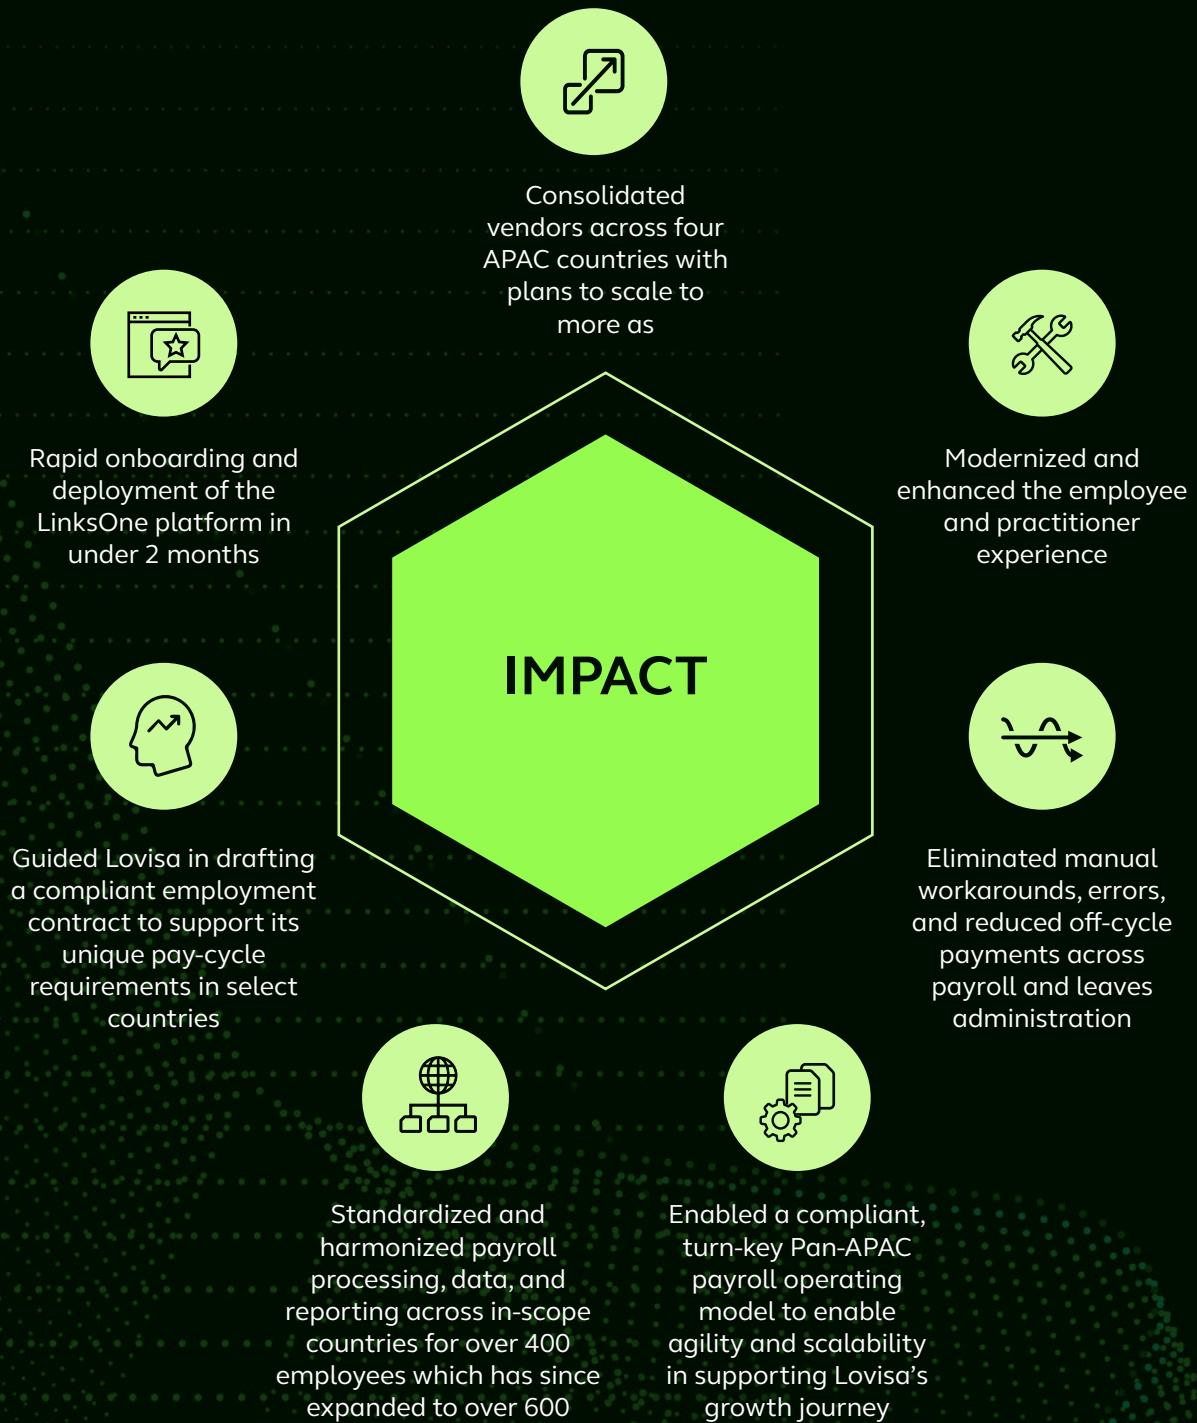 Consolidated
vendors across four
APAC countries with
plans to scale to
more as
Rapid onboarding and
deployment of the
LinksOne platform in
under 2 months
Modernized and
enhanced the employee
and practitioner
experience
IMPACT
Guided Lovisa in drafting
a compliant employment
contract to support its
unique pay-cycle
requirements in select
countries
Eliminated manual
workarounds, errors,
and reduced off-cycle
payments across
payroll and leaves
administration
Standardized and
harmonized payroll
processing, data, and
reporting across in-scope
countries for over 400
employees which has since
expanded to over 600
Enabled a compliant,
turn-key Pan-APAC
payroll operating
model to enable
agility and scalability
in supporting Lovisa’s
growth journey